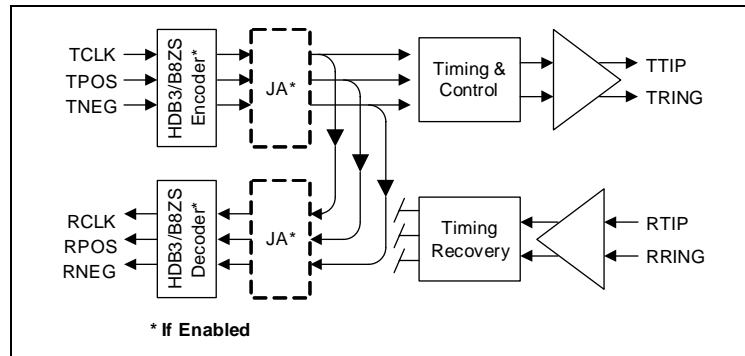 TCLK
TPOS
TNEG
HDB3/B8ZS
Encoder*
JA*
Timing &
Control
TTIP
TRING
RCLK
RPOS
RNEG
HDB3/B8ZS
Decoder*
JA*
Timing
Recovery
RTIP
RRING
* If Enabled